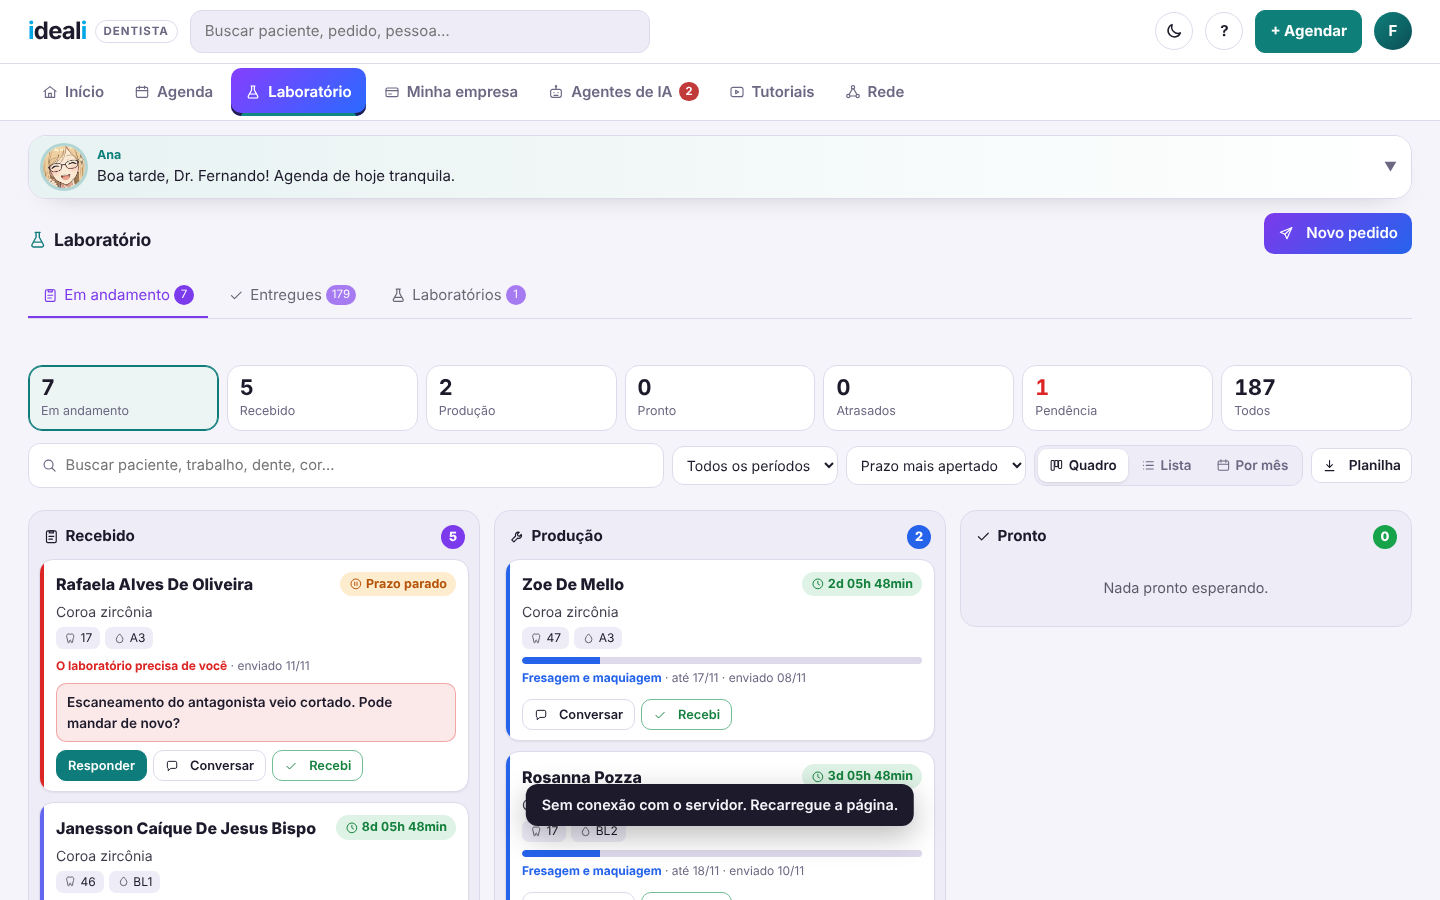 ideali DENTISTA
Buscar paciente, pedido, pessoa...
?
+ Agendar
F
Início
Agenda
Laboratório
Minha empresa
Agentes de IA 2
Tutoriais
Rede
Ana
Boa tarde, Dr. Fernando! Agenda de hoje tranquila.
Laboratório
Novo pedido
Em andamento 7
Entregues 179
Laboratórios 1
7
Em andamento
5
Recebido
2
Produção
0
Pronto
0
Atrasados
1
Pendência
187
Todos
Buscar paciente, trabalho, dente, cor...
Todos os períodos
Prazo mais apertado
Quadro
Lista
Por mês
Planilha
Recebido 5
Rafaela Alves De Oliveira
Prazo parado
Coroa zircônia
17 A3
O laboratório precisa de você · enviado 11/11
Escaneamento do antagonista veio cortado. Pode
mandar de novo?
Responder
Conversar
Recebi
Janesson Caíque De Jesus Bispo
8d 05h 48min
Coroa zircônia
46 BL1
Produção 2
Zoe De Mello
2d 05h 48min
Coroa zircônia
47 A3
Fresagem e maquiagem · até 17/11 · enviado 08/11
Conversar
Recebi
Rosanna Pozza
3d 05h 48min
Sem conexão com o servidor. Recarregue a página.
17 BL2
Fresagem e maquiagem · até 18/11 · enviado 10/11
Pronto 0
Nada pronto esperando.